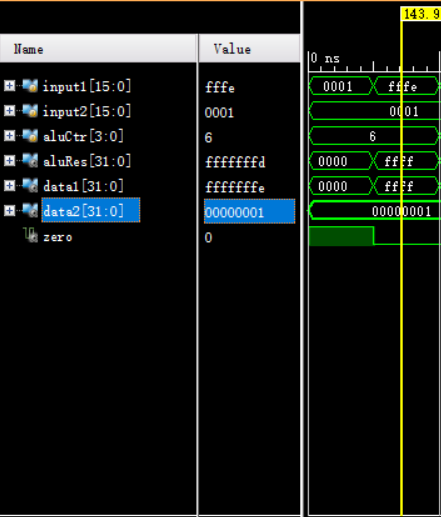 143.9
Name Value
0 ns
input1[15:0] fffe 0001 fffe
input2[15:0] 0001 0001
aluCtr[3:0] 6 6
aluRes[31:0] fffffffd 0000 ffff
data1[31:0] fffffffe 0000 ffff
data2[31:0] 00000001 00000001
zero 0